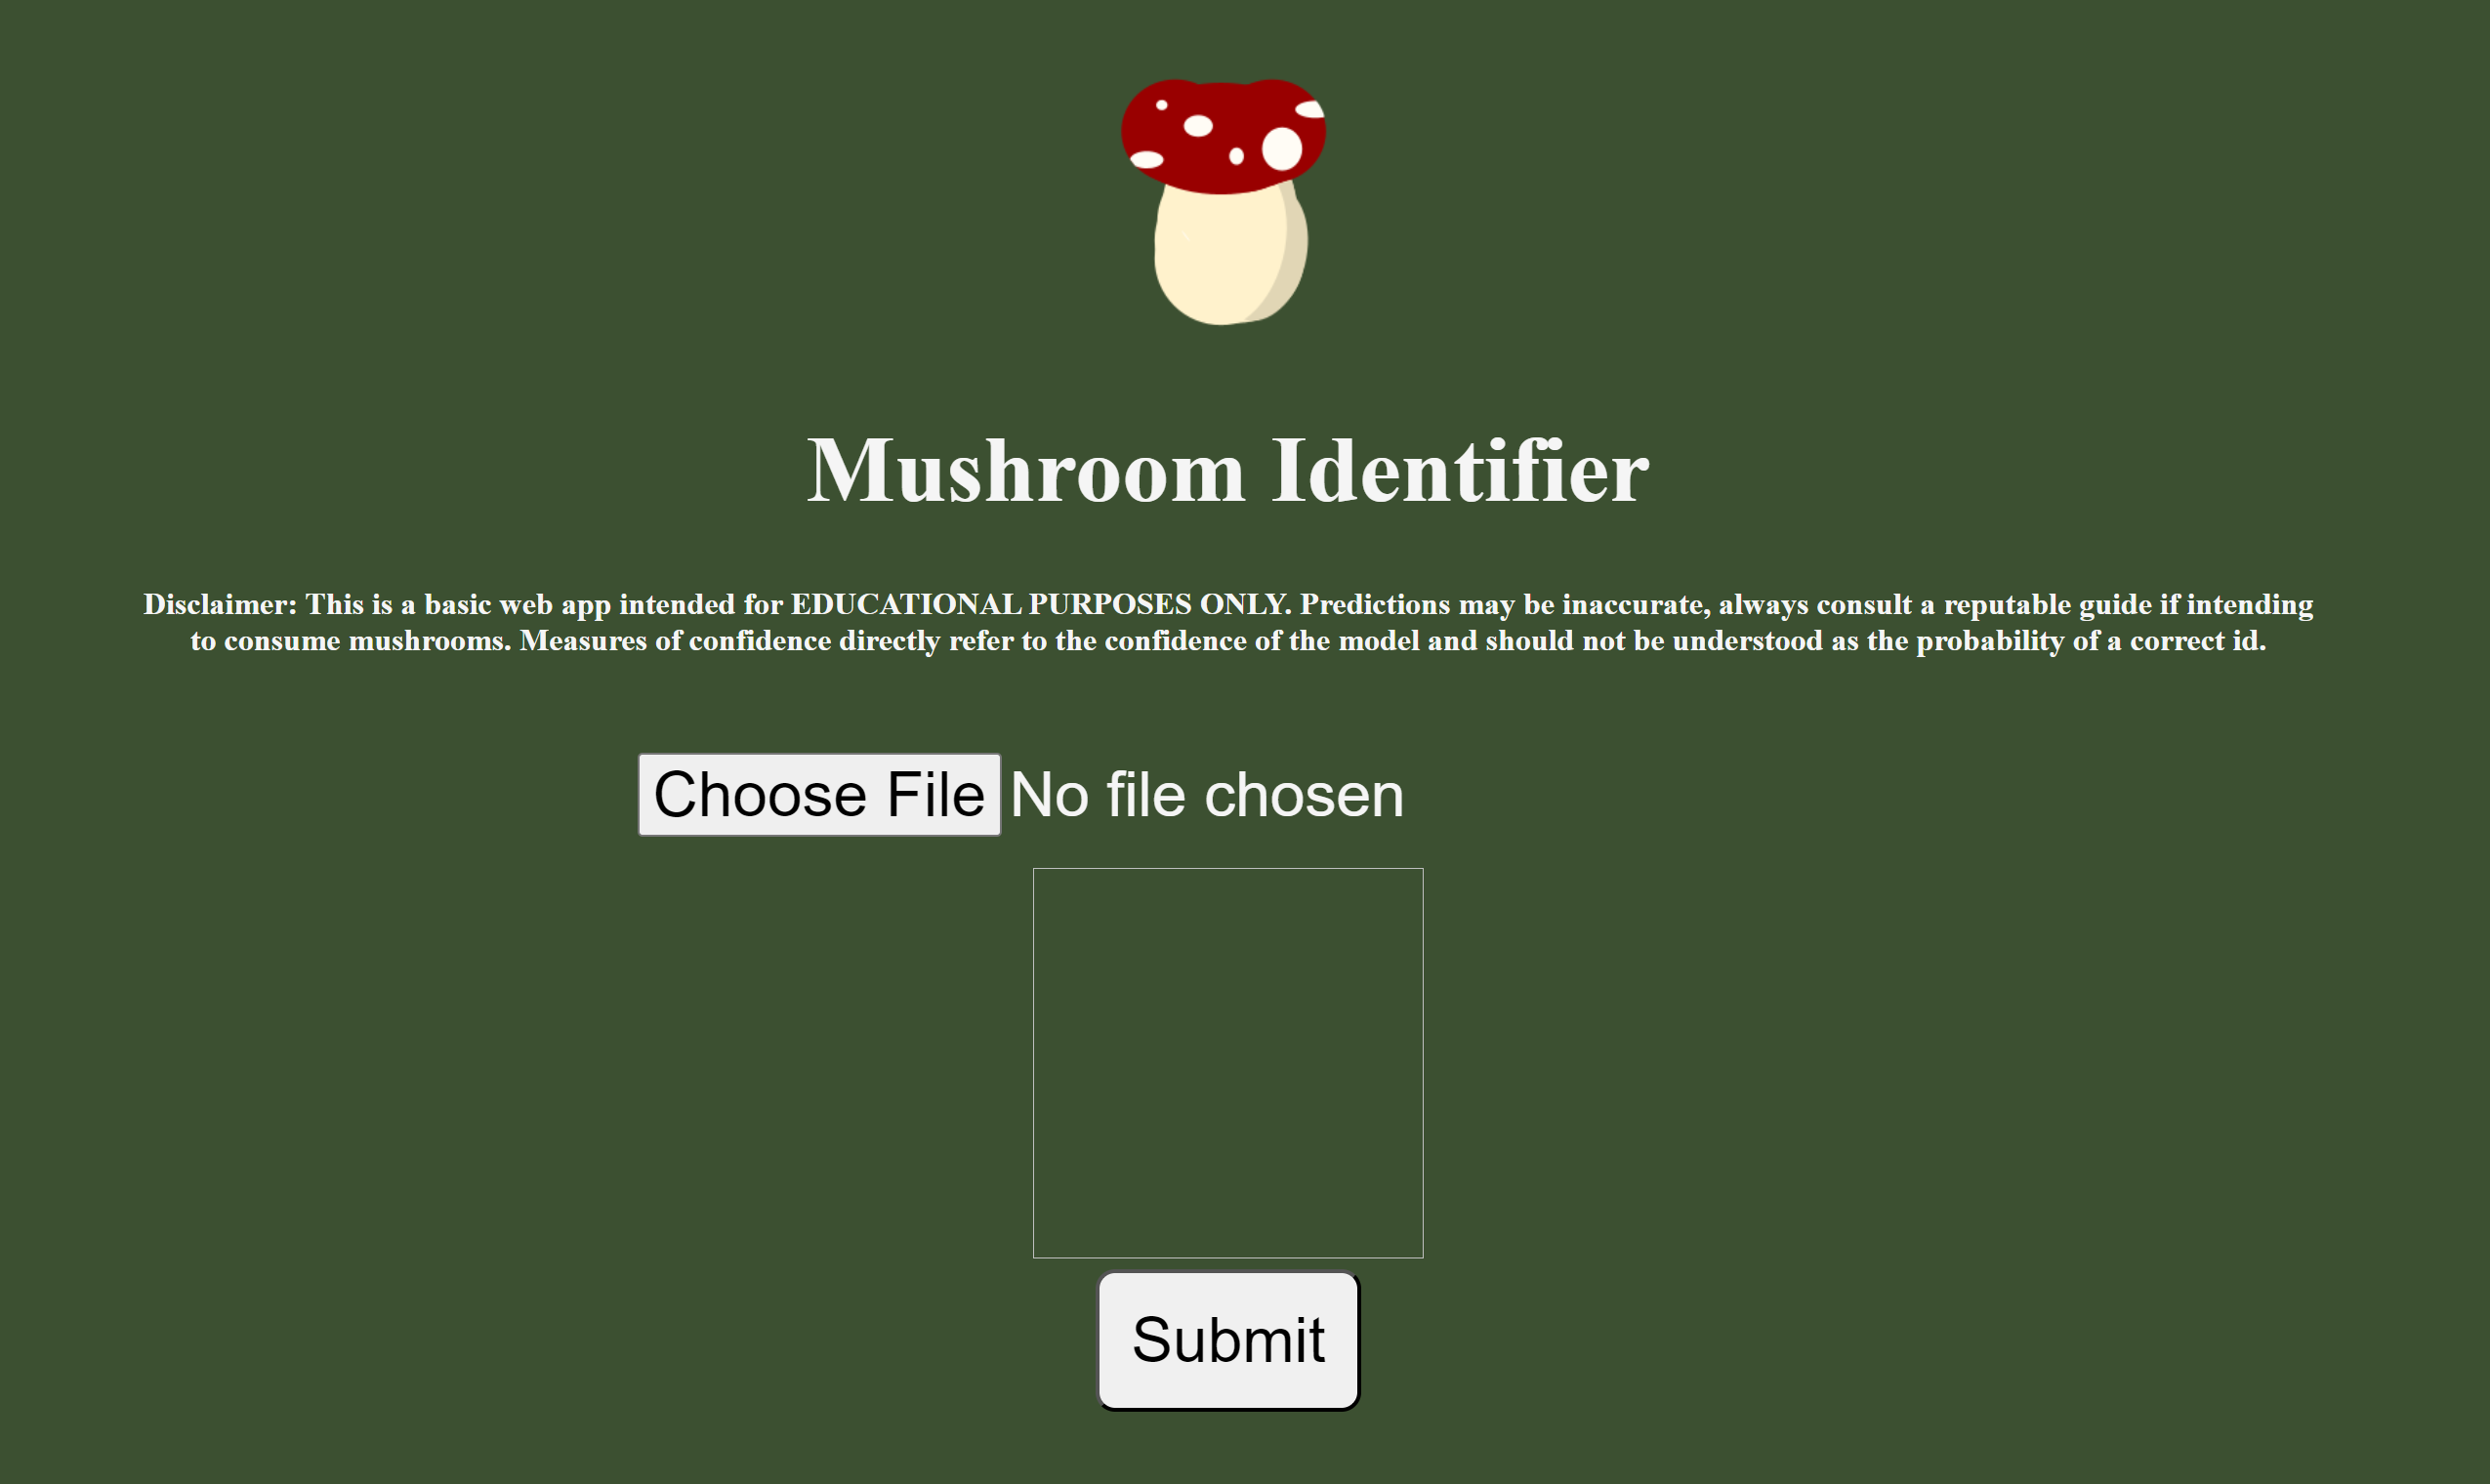 Mushroom Identifier
Disclaimer: This is a basic web app intended for EDUCATIONAL PURPOSES ONLY. Predictions may be inaccurate, always consult a reputable guide if intending
to consume mushrooms. Measures of confidence directly refer to the confidence of the model and should not be understood as the probability of a correct id.
Choose File No file chosen
Submit